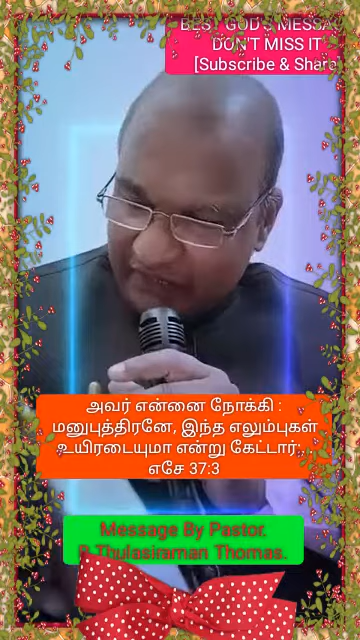 BEST GOD'S MESSA
DON'T MISS IT
[Subscribe & Share
அவர் என்னை நோக்கி :
மனுபுத்திரனே, இந்த எலும்புகள்
உயிரடையுமா என்று கேட்டார்;
எசே 37:3
Message By Pastor.
Thulasiraman Thomas.